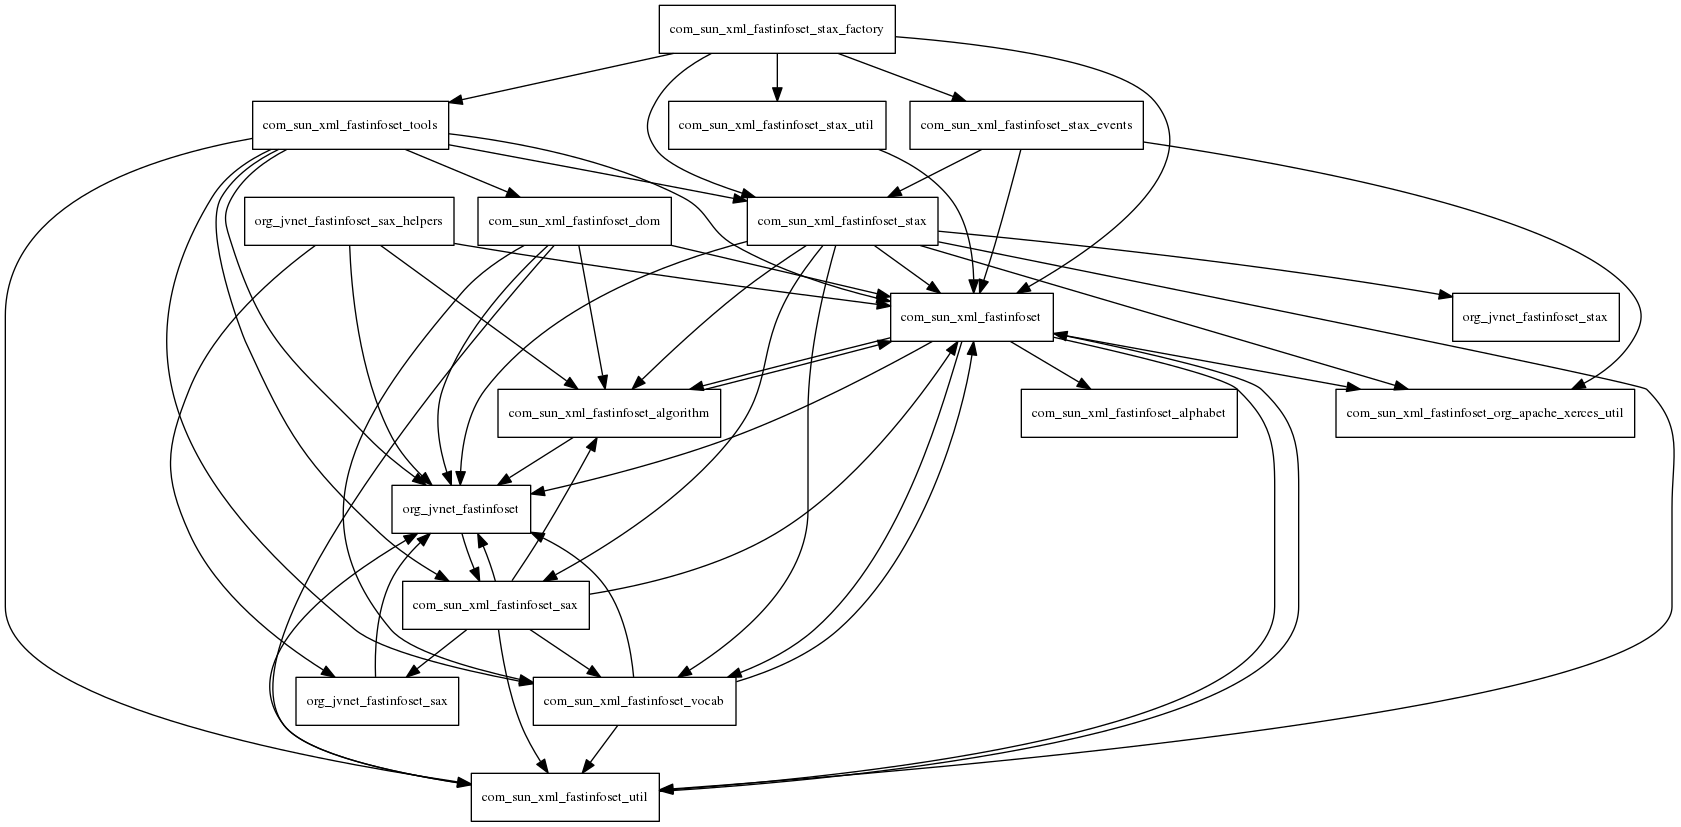 com_sun_xml_fastinfoset_stax_factory
com_sun_xml_fastinfoset_tools
com_sun_xml_fastinfoset_stax_util
com_sun_xml_fastinfoset_stax_events
org_jvnet_fastinfoset_sax_helpers
com_sun_xml_fastinfoset_dom
com_sun_xml_fastinfoset_stax
com_sun_xml_fastinfoset
org_jvnet_fastinfoset_stax
com_sun_xml_fastinfoset_algorithm
com_sun_xml_fastinfoset_alphabet
com_sun_xml_fastinfoset_org_apache_xerces_util
org_jvnet_fastinfoset
com_sun_xml_fastinfoset_sax
org_jvnet_fastinfoset_sax
com_sun_xml_fastinfoset_vocab
com_sun_xml_fastinfoset_util